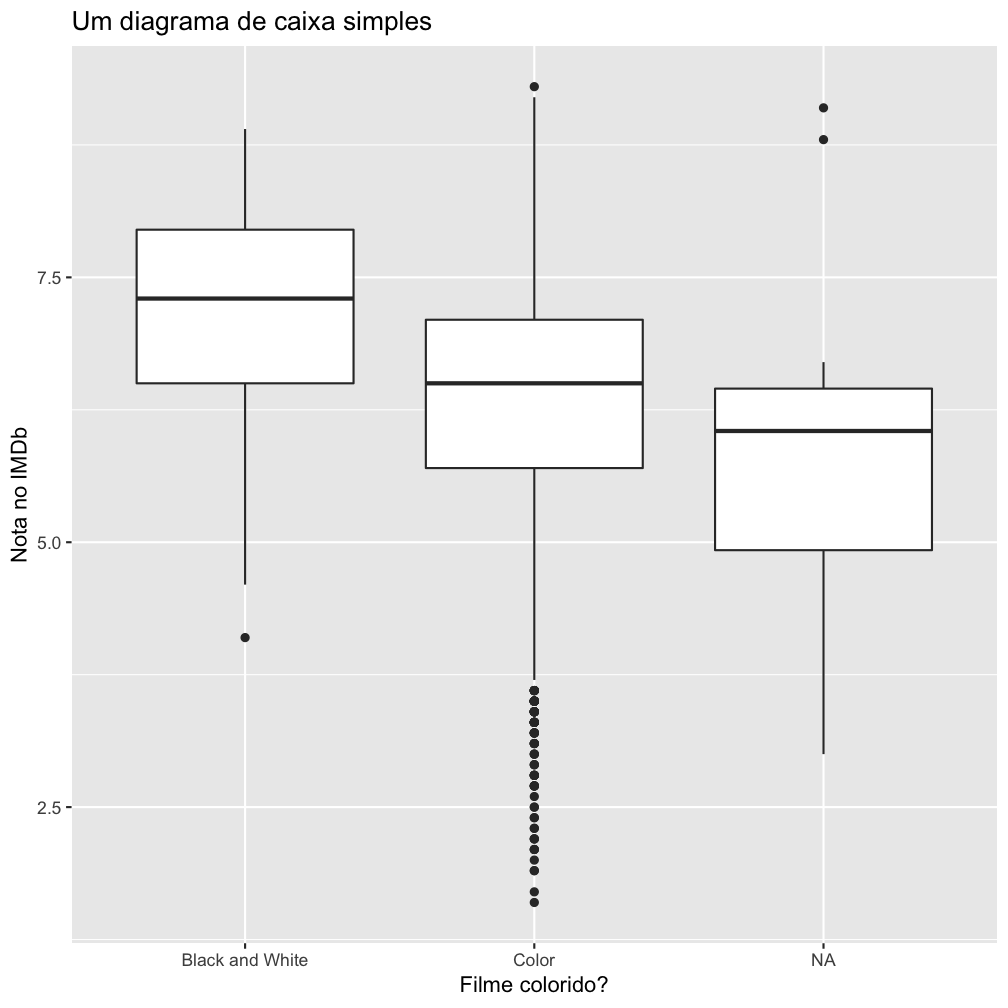 Um diagrama de caixa simples
Nota no IMDb
7.5
5.0
2.5
Black and White
Color
NA
Filme colorido?